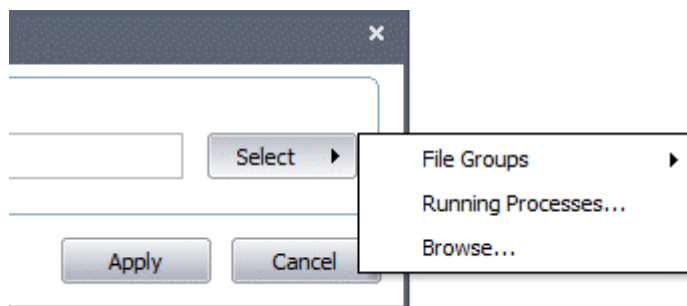 Select
File Groups
Running Processes...
Browse...
Apply
Cancel